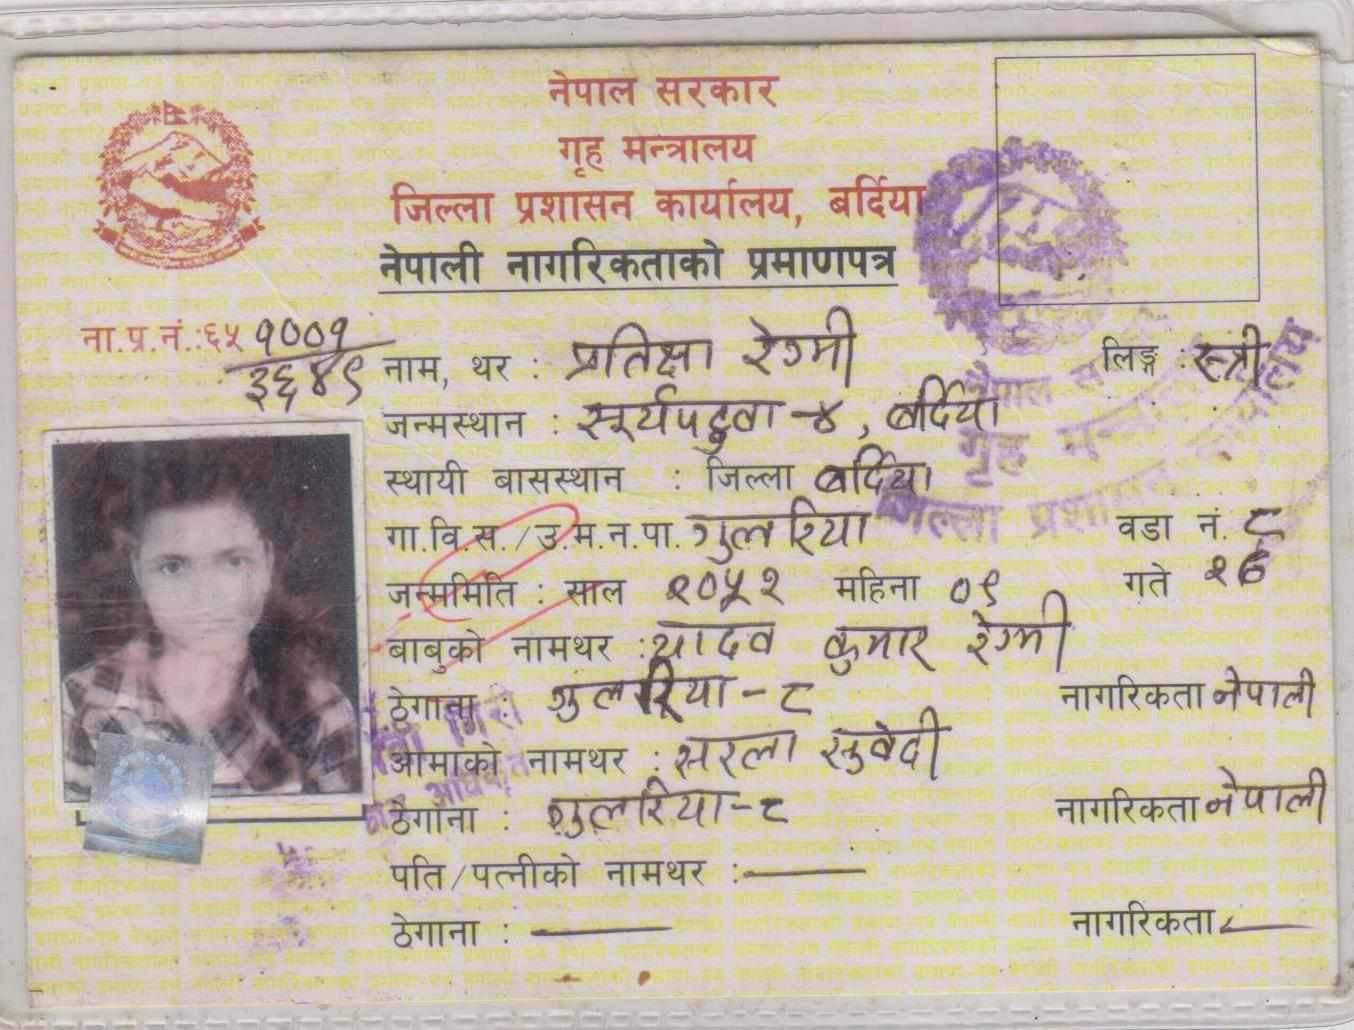 नेपाल सरकार
गृह मन्त्रालय
जिल्ला प्रशासन कार्यालय, बर्दिया
नेपाली नागरिकताको प्रमाणपत्र
ना.प्र.नं.:६५ १००१
३६४९
नाम, थर : प्रतिक्षा रेग्मी लिङ्ग : स्त्री
जन्मस्थान : सूर्यपटुवा -४, बर्दिया
स्थायी बासस्थान : जिल्ला बर्दिया
गा.वि.स./उ.म.न.पा. गुलरिया वडा नं. ८
जन्ममिति : साल २०५२ महिना ०९ गते २६
बाबुको नामथर : यादव कुमार रेग्मी
ठेगाना : गुलरिया - ८ नागरिकता नेपाली
आमाको नामथर : सरला सुवेदी
ठेगाना : गुलरिया - ८ नागरिकता नेपाली
पति/पत्नीको नामथर : —
ठेगाना : — नागरिकता —
नेपाल
गृह मन्त्रालय
जिल्ला प्रशासन कार्यालय